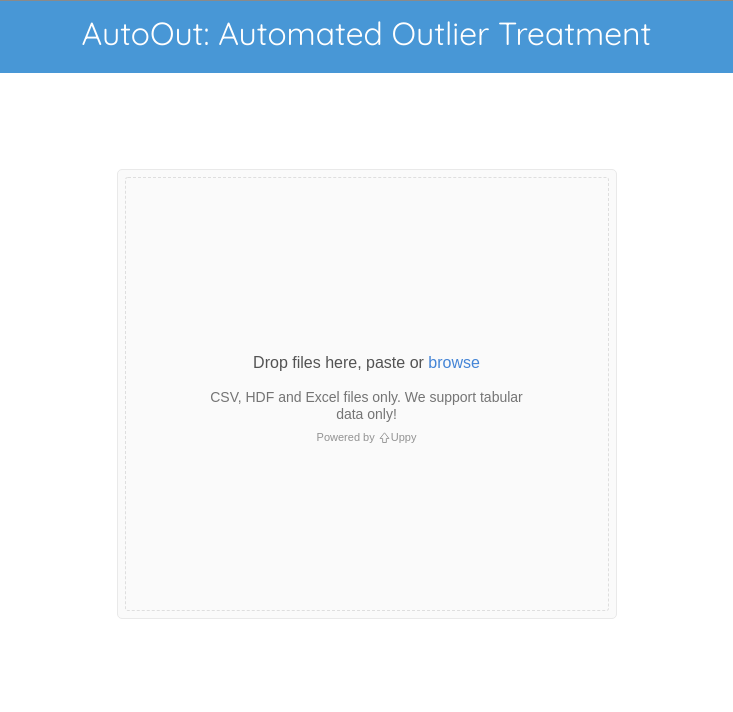 AutoOut: Automated Outlier Treatment
Drop files here, paste or browse
CSV, HDF and Excel files only. We support tabular
data only!
Powered by Uppy